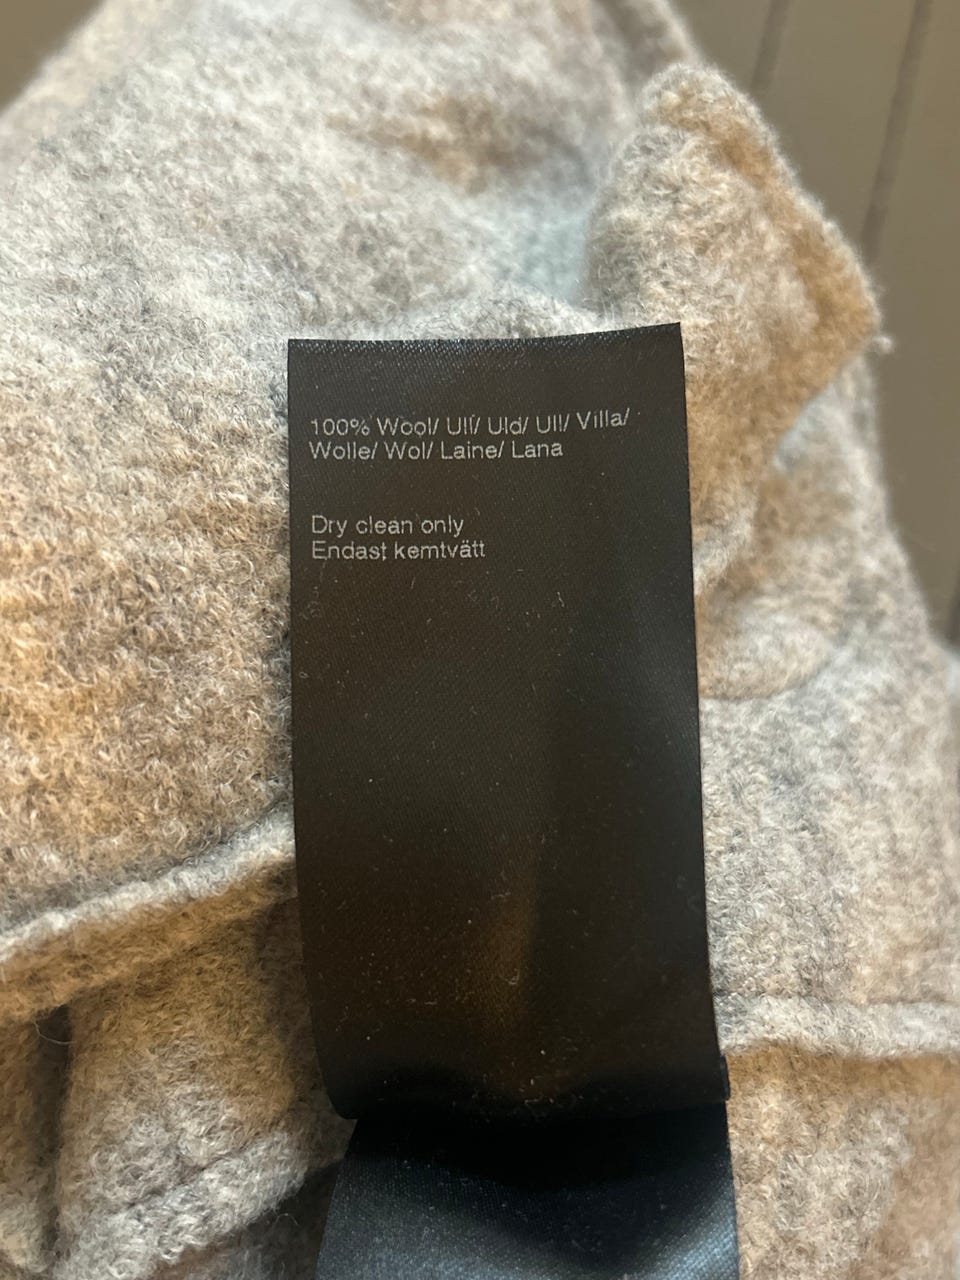 100% Wool/ Ull/ Uld/ Ull/ Villa/
Wolle/ Wol/ Laine/ Lana
Dry clean only
Endast kemtvätt